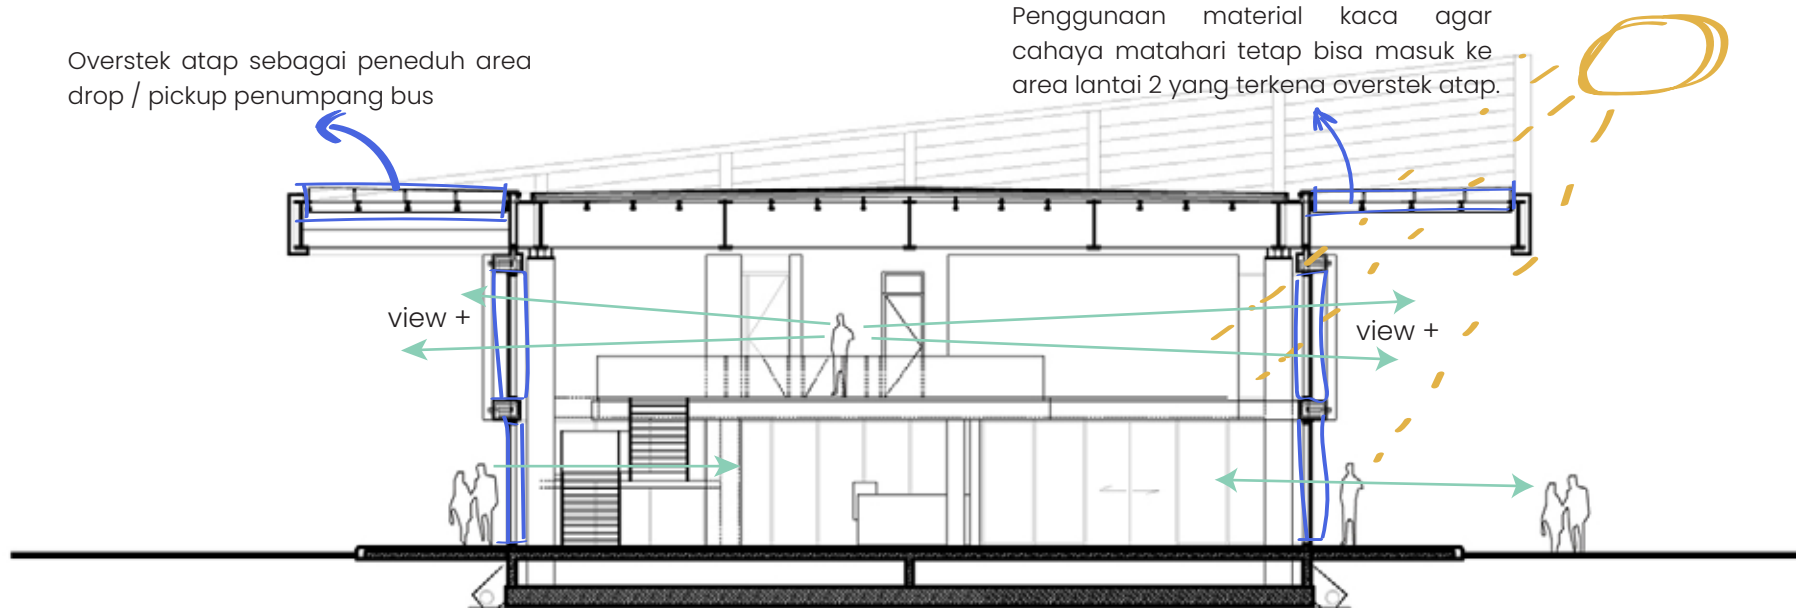 Overstek atap sebagai peneduh area
drop / pickup penumpang bus
Penggunaan material kaca agar
cahaya matahari tetap bisa masuk ke
area lantai 2 yang terkena overstek atap.
view +
view +